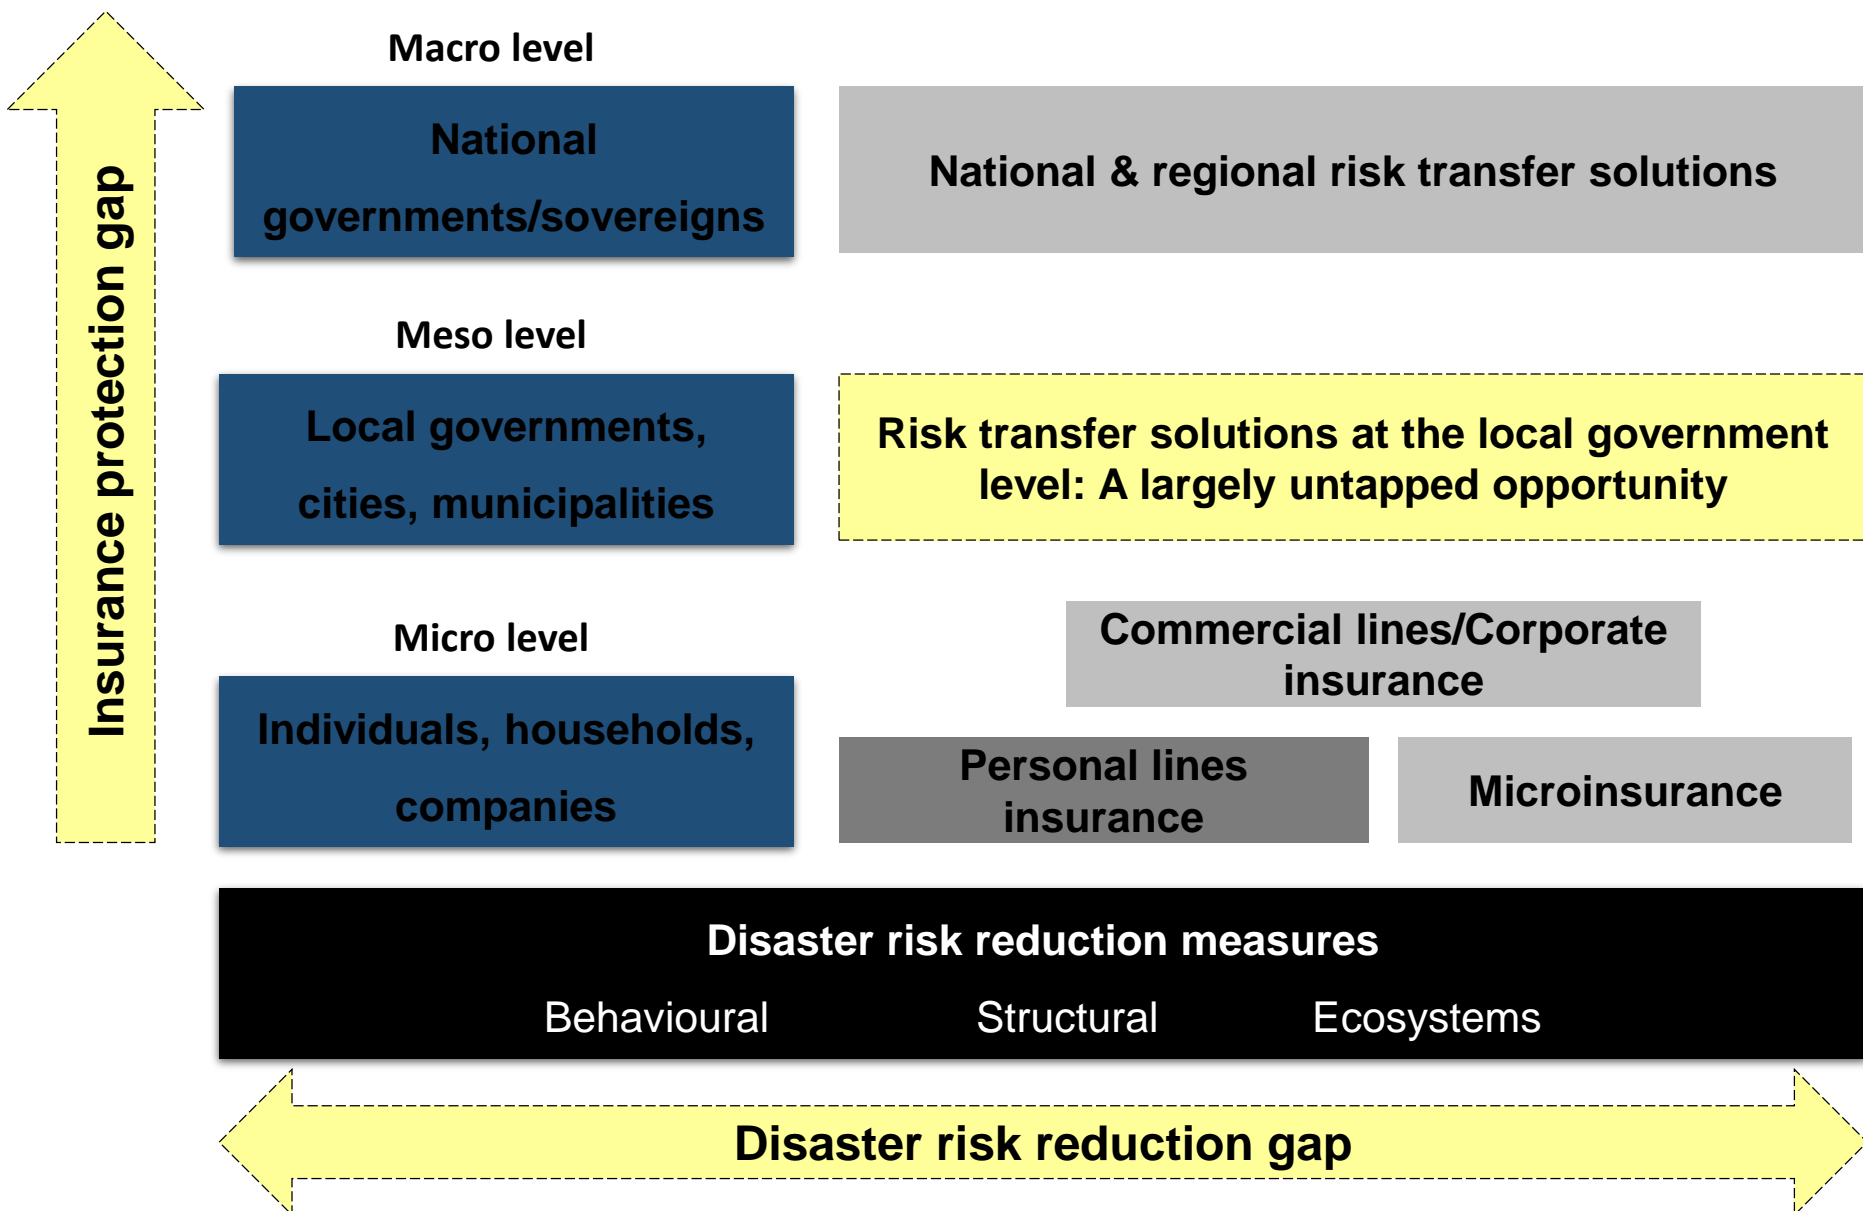 Insurance protection gap
Macro level
National
governments/sovereigns
National & regional risk transfer solutions
Meso level
Local governments,
cities, municipalities
Risk transfer solutions at the local government
level: A largely untapped opportunity
Micro level
Individuals, households,
companies
Commercial lines/Corporate
insurance
Personal lines
insurance
Microinsurance
Disaster risk reduction measures
Behavioural Structural Ecosystems
Disaster risk reduction gap